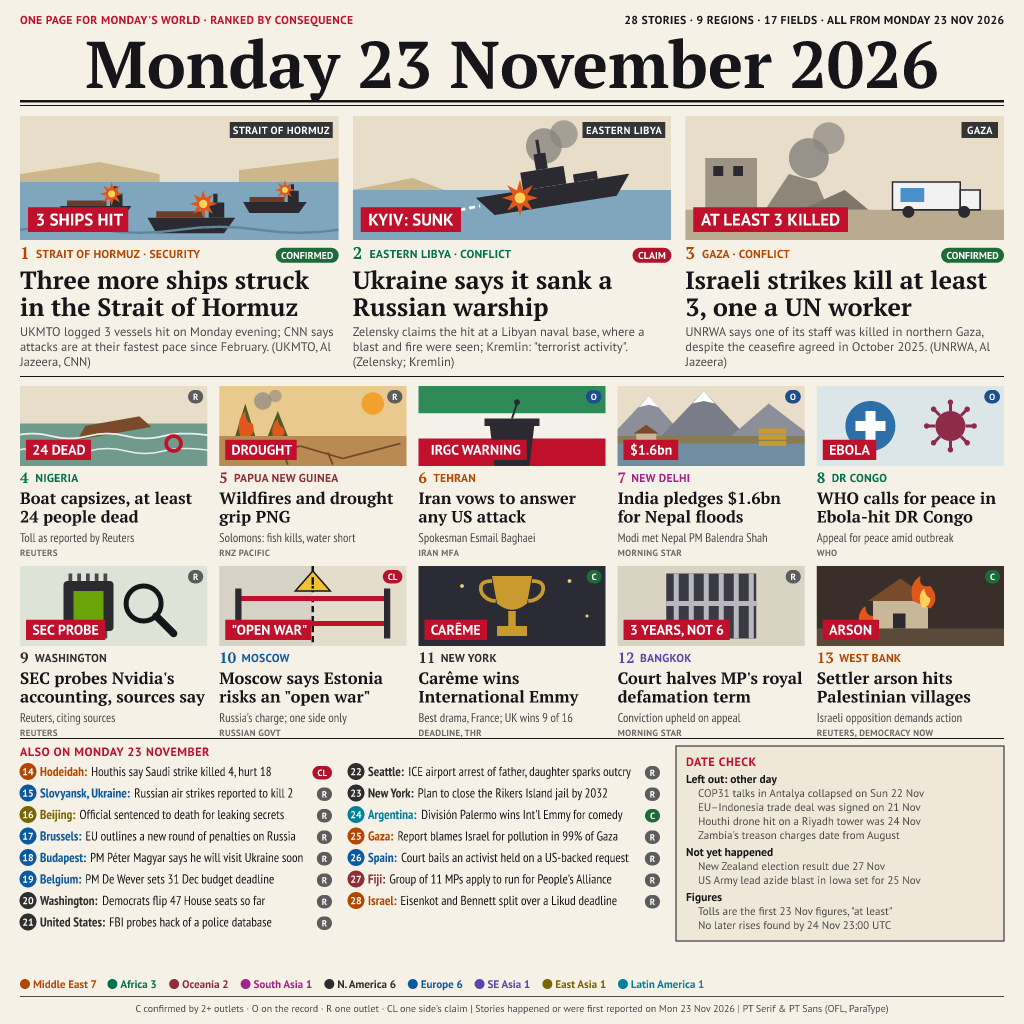 ONE PAGE FOR MONDAY'S WORLD · RANKED BY CONSEQUENCE
28 STORIES · 9 REGIONS · 17 FIELDS · ALL FROM MONDAY 23 NOV 2026
Monday 23 November 2026
STRAIT OF HORMUZ
3 SHIPS HIT
1 STRAIT OF HORMUZ · SECURITY
CONFIRMED
Three more ships struck
in the Strait of Hormuz
UKMTO logged 3 vessels hit on Monday evening; CNN says
attacks are at their fastest pace since February. (UKMTO, Al
Jazeera, CNN)
EASTERN LIBYA
KYIV: SUNK
2 EASTERN LIBYA · CONFLICT
CLAIM
Ukraine says it sank a
Russian warship
Zelensky claims the hit at a Libyan naval base, where a
blast and fire were seen; Kremlin: "terrorist activity".
(Zelensky; Kremlin)
GAZA
AT LEAST 3 KILLED
3 GAZA · CONFLICT
CONFIRMED
Israeli strikes kill at least
3, one a UN worker
UNRWA says one of its staff was killed in northern Gaza,
despite the ceasefire agreed in October 2025. (UNRWA, Al
Jazeera)
R
24 DEAD
4 NIGERIA
Boat capsizes, at least
24 people dead
Toll as reported by Reuters
REUTERS
R
DROUGHT
5 PAPUA NEW GUINEA
Wildfires and drought
grip PNG
Solomons: fish kills, water short
RNZ PACIFIC
O
IRGC WARNING
6 TEHRAN
Iran vows to answer
any US attack
Spokesman Esmail Baghaei
IRAN MFA
O
$1.6bn
7 NEW DELHI
India pledges $1.6bn
for Nepal floods
Modi met Nepal PM Balendra Shah
MORNING STAR
O
EBOLA
8 DR CONGO
WHO calls for peace in
Ebola-hit DR Congo
Appeal for peace amid outbreak
WHO
R
SEC PROBE
9 WASHINGTON
SEC probes Nvidia's
accounting, sources say
Reuters, citing sources
REUTERS
CL
"OPEN WAR"
10 MOSCOW
Moscow says Estonia
risks an "open war"
Russia's charge; one side only
RUSSIAN GOVT
C
CARÊME
11 NEW YORK
Carême wins
International Emmy
Best drama, France; UK wins 9 of 16
DEADLINE, THR
R
3 YEARS, NOT 6
12 BANGKOK
Court halves MP's royal
defamation term
Conviction upheld on appeal
MORNING STAR
C
ARSON
13 WEST BANK
Settler arson hits
Palestinian villages
Israeli opposition demands action
REUTERS, DEMOCRACY NOW
ALSO ON MONDAY 23 NOVEMBER
14 Hodeidah: Houthis say Saudi strike killed 4, hurt 18 CL
15 Slovyansk, Ukraine: Russian air strikes reported to kill 2 R
16 Beijing: Official sentenced to death for leaking secrets R
17 Brussels: EU outlines a new round of penalties on Russia R
18 Budapest: PM Péter Magyar says he will visit Ukraine soon R
19 Belgium: PM De Wever sets 31 Dec budget deadline R
20 Washington: Democrats flip 47 House seats so far R
21 United States: FBI probes hack of a police database R
22 Seattle: ICE airport arrest of father, daughter sparks outcry R
23 New York: Plan to close the Rikers Island jail by 2032 R
24 Argentina: División Palermo wins Int'l Emmy for comedy C
25 Gaza: Report blames Israel for pollution in 99% of Gaza R
26 Spain: Court bails an activist held on a US-backed request R
27 Fiji: Group of 11 MPs apply to run for People's Alliance R
28 Israel: Eisenkot and Bennett split over a Likud deadline R
DATE CHECK
Left out: other day
COP31 talks in Antalya collapsed on Sun 22 Nov
EU–Indonesia trade deal was signed on 21 Nov
Houthi drone hit on a Riyadh tower was 24 Nov
Zambia's treason charges date from August
Not yet happened
New Zealand election result due 27 Nov
US Army lead azide blast in Iowa set for 25 Nov
Figures
Tolls are the first 23 Nov figures, "at least"
No later rises found by 24 Nov 23:00 UTC
Middle East 7 Africa 3 Oceania 2 South Asia 1 N. America 6 Europe 6 SE Asia 1 East Asia 1 Latin America 1
C confirmed by 2+ outlets · O on the record · R one outlet · CL one side's claim | Stories happened or were first reported on Mon 23 Nov 2026 | PT Serif & PT Sans (OFL, ParaType)